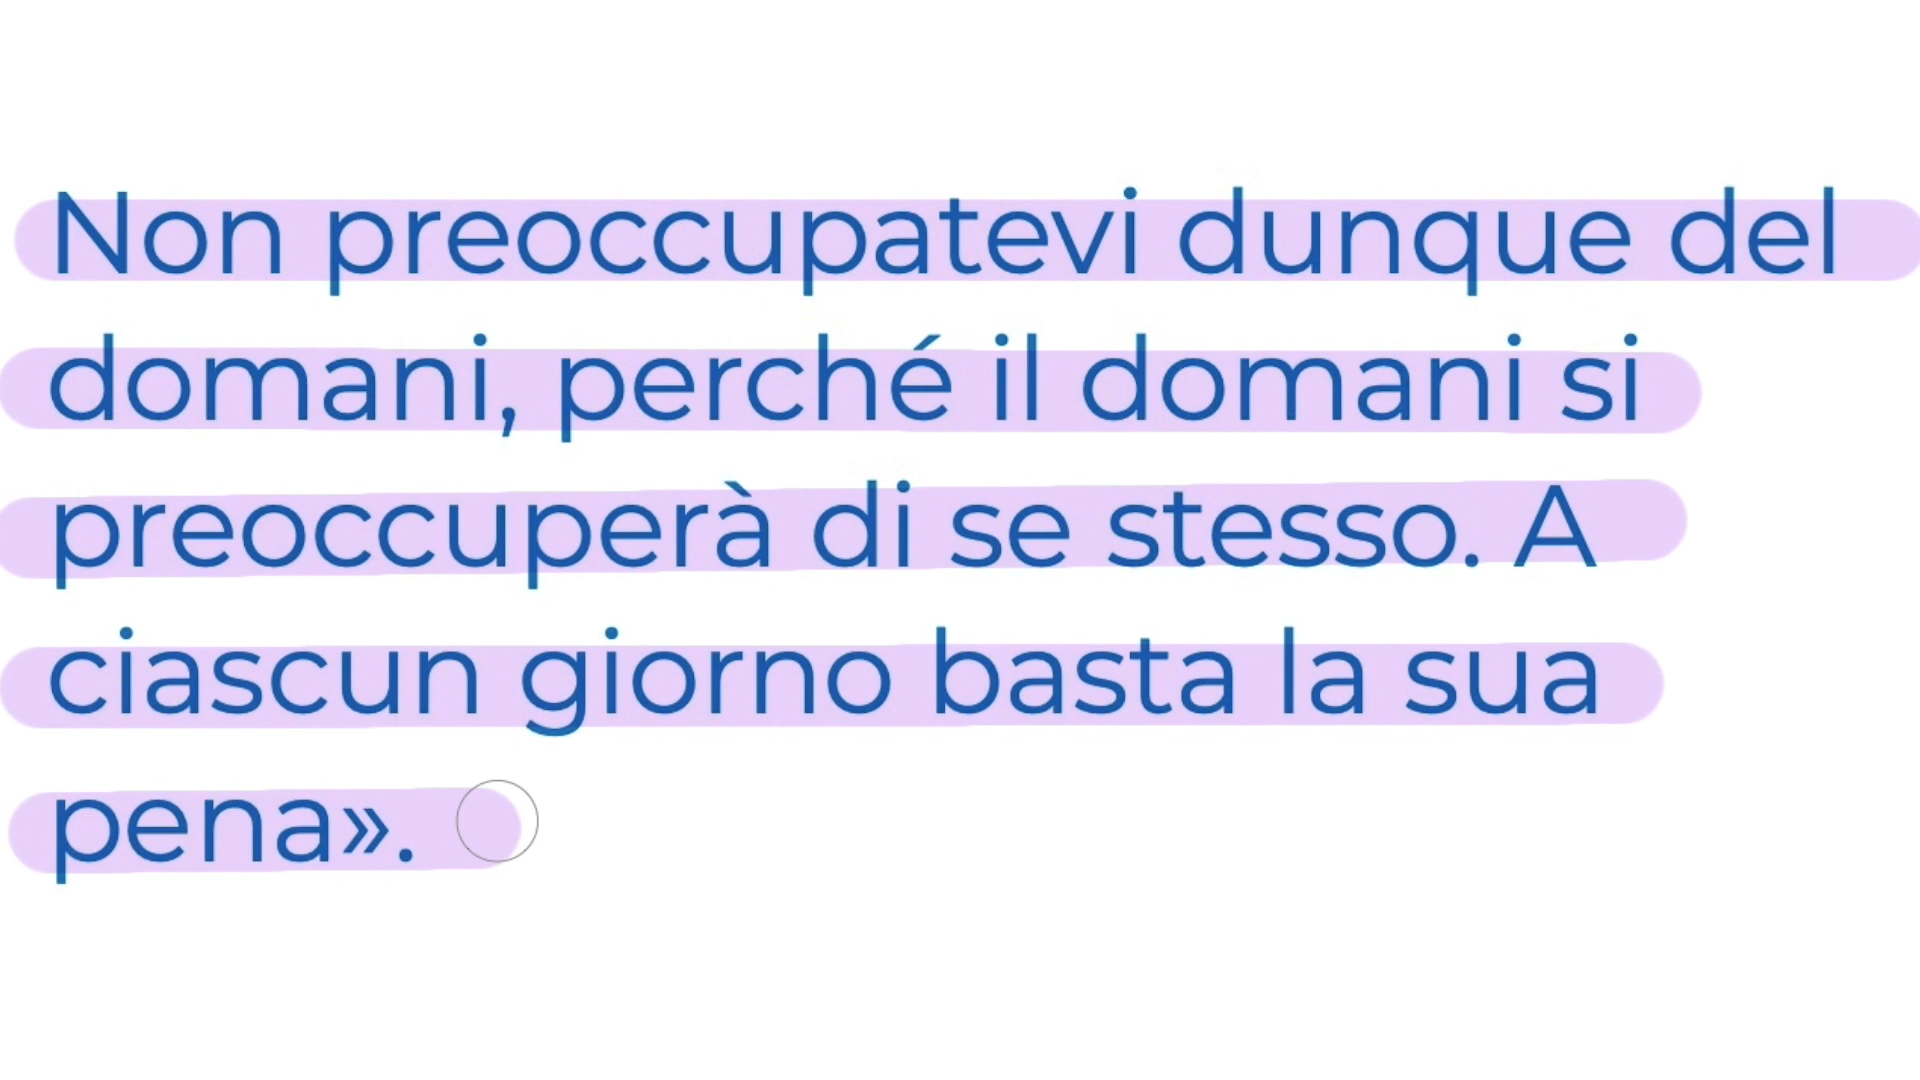 Non preoccupatevi dunque del
domani, perché il domani si
preoccuperà di se stesso. A
ciascun giorno basta la sua
pena».